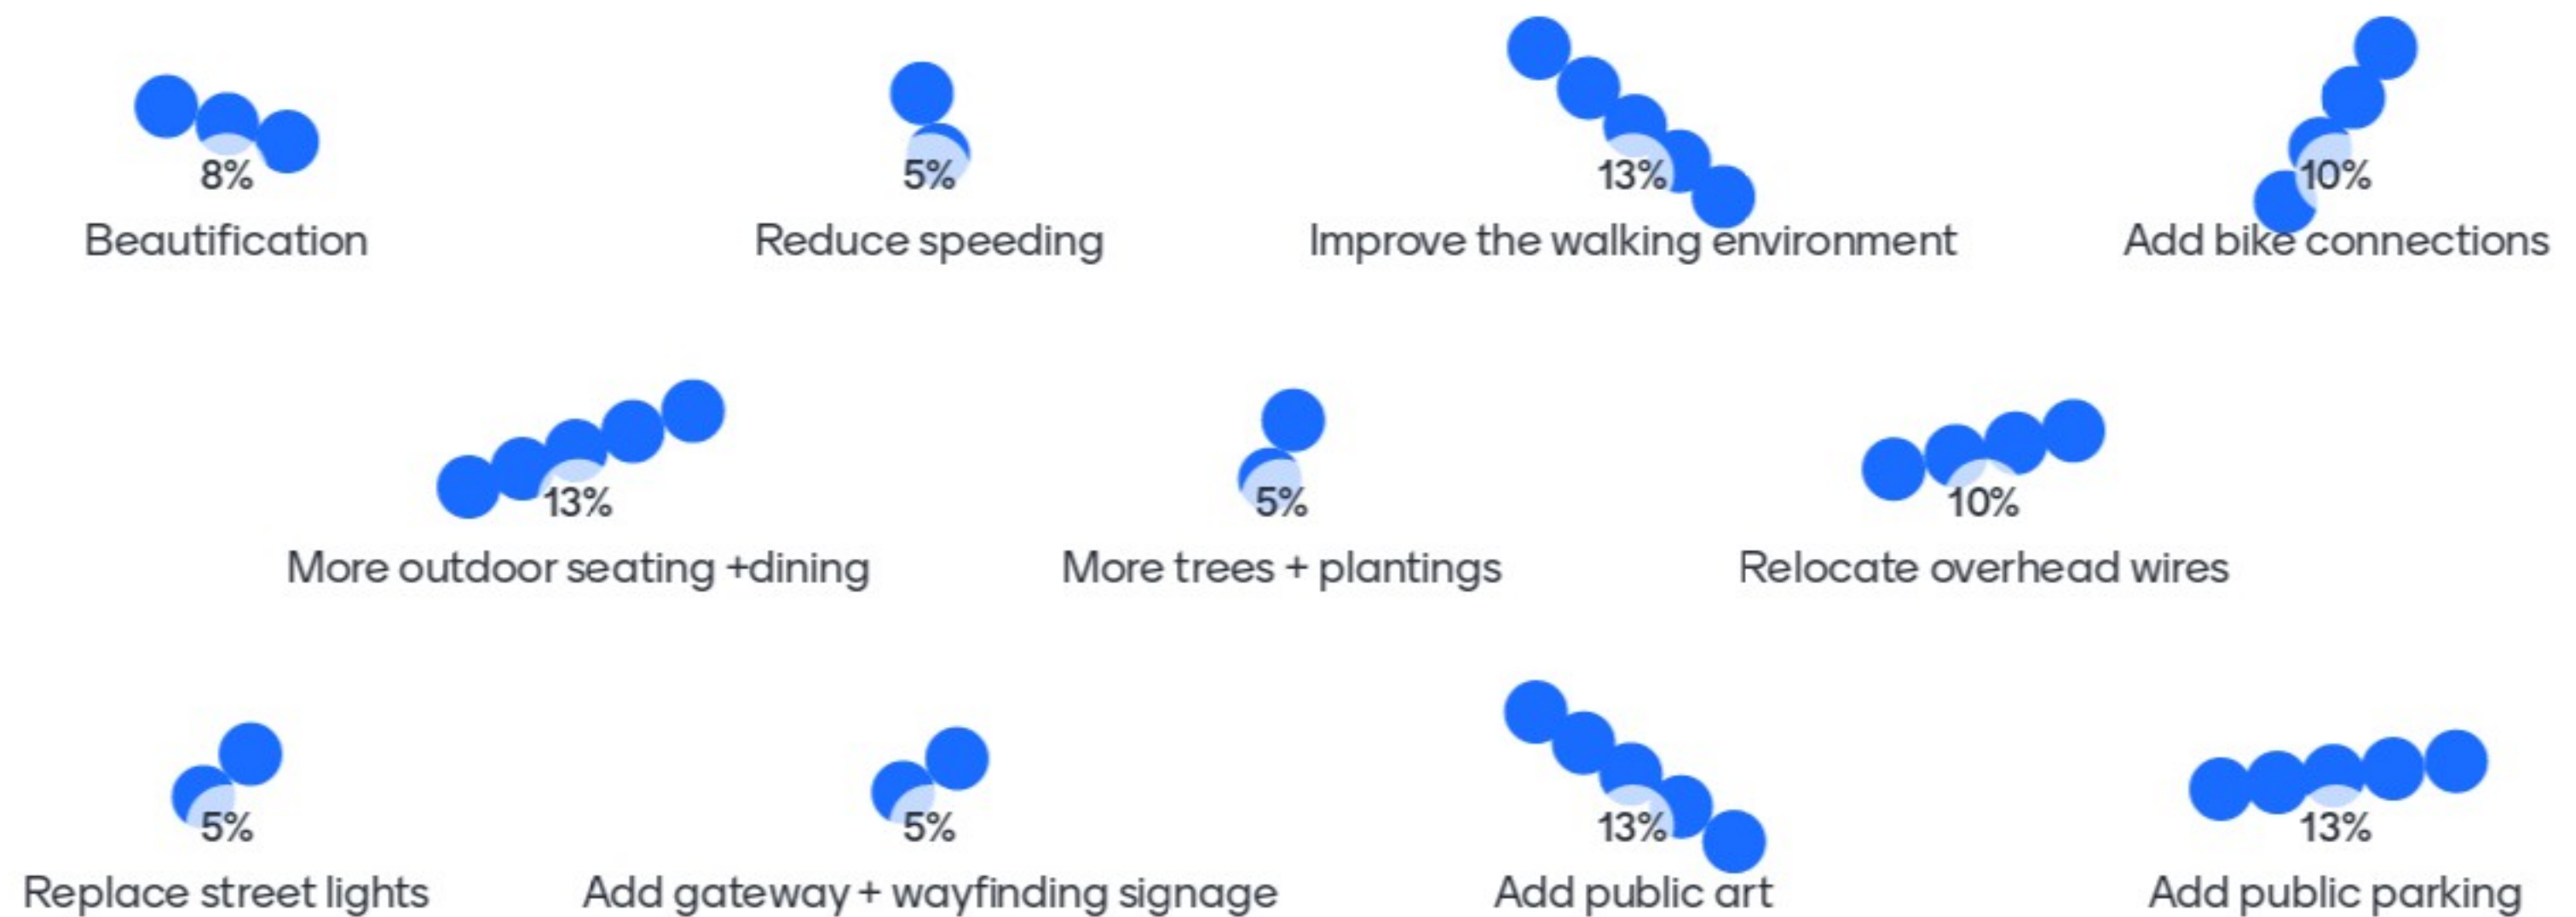 8% 5% 13% 10%
Beautification Reduce speeding Improve the walking environment Add bike connections
13% 5% 10%
More outdoor seating +dining More trees + plantings Relocate overhead wires
5% 5% 13% 13%
Replace street lights Add gateway + wayfinding signage Add public art Add public parking